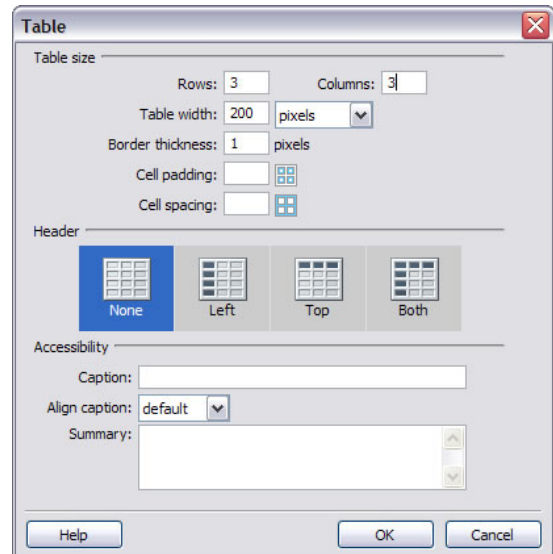 Table
Table size
Rows: 3 Columns: 3
Table width: 200 pixels
Border thickness: 1 pixels
Cell padding:
Cell spacing:
Header
None Left Top Both
Accessibility
Caption:
Align caption: default
Summary:
Help OK Cancel